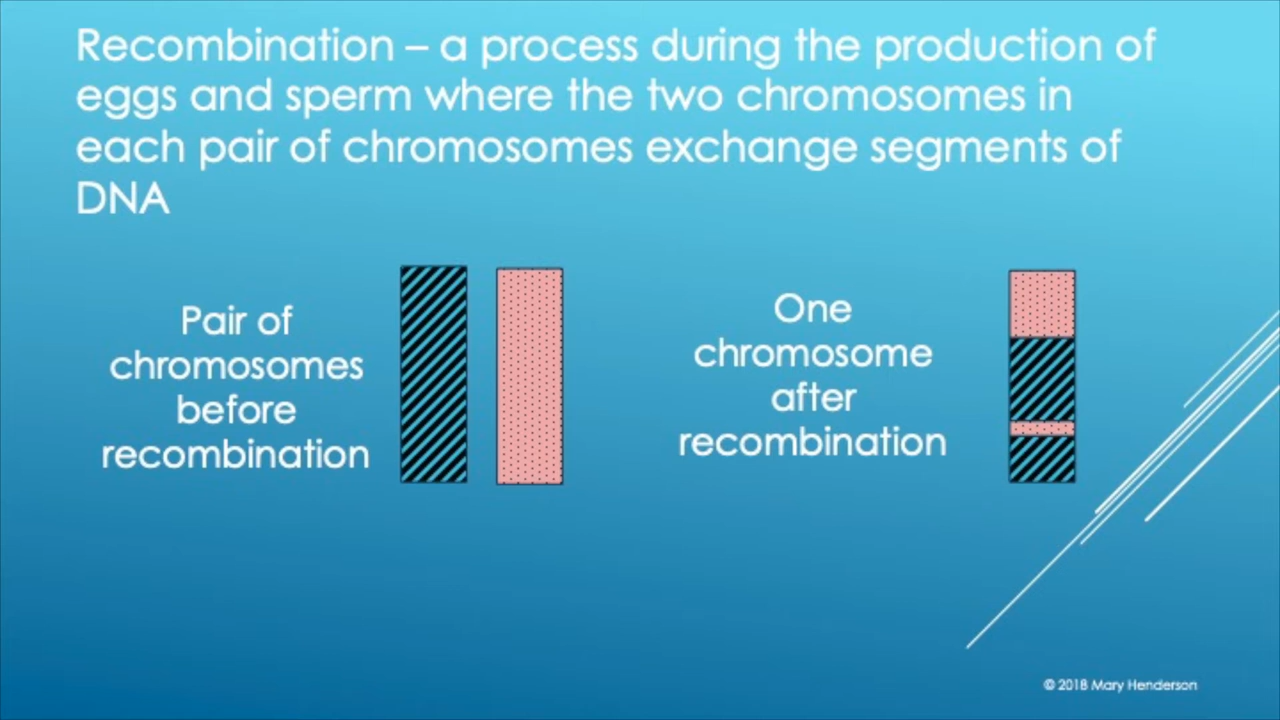 Recombination – a process during the production of
eggs and sperm where the two chromosomes in
each pair of chromosomes exchange segments of
DNA
Pair of
chromosomes
before
recombination
One
chromosome
after
recombination
© 2018 Mary Henderson